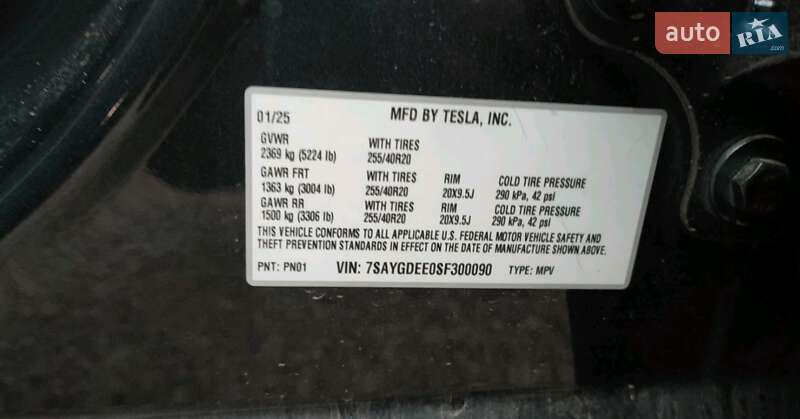 auto RIA.com
01/25 MFD BY TESLA, INC.
GVWR WITH TIRES
2369 kg (5224 lb) 255/40R20
GAWR FRT WITH TIRES RIM COLD TIRE PRESSURE
1363 kg (3004 lb) 255/40R20 20X9.5J 290 kPa, 42 psi
GAWR RR WITH TIRES RIM COLD TIRE PRESSURE
1500 kg (3306 lb) 255/40R20 20X9.5J 290 kPa, 42 psi
THIS VEHICLE CONFORMS TO ALL APPLICABLE U.S. FEDERAL MOTOR VEHICLE SAFETY AND
THEFT PREVENTION STANDARDS IN EFFECT ON THE DATE OF MANUFACTURE SHOWN ABOVE.
PNT: PN01 VIN: 7SAYGDEE0SF300090 TYPE: MPV